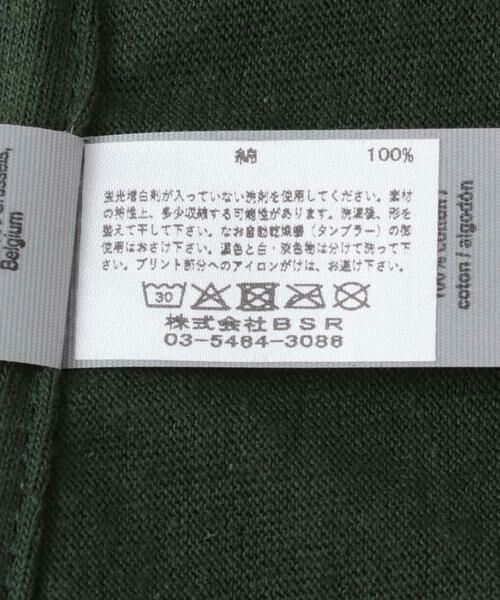 綿 100%
蛍光増白剤が入っていない洗剤を使用してください。素材
の特性上、多少収縮する可能性があります。洗濯後、形を
整えて干して下さい。なお自動乾燥機（タンブラー）の御
使用はおさけ下さい。濃色と白・淡色物は分けて洗って下
さい。プリント部分へのアイロンがけは、お避け下さい。
30
株式会社BSR
03-5464-3088
Brussels,
Belgium
100% cotton /
coton / algodón